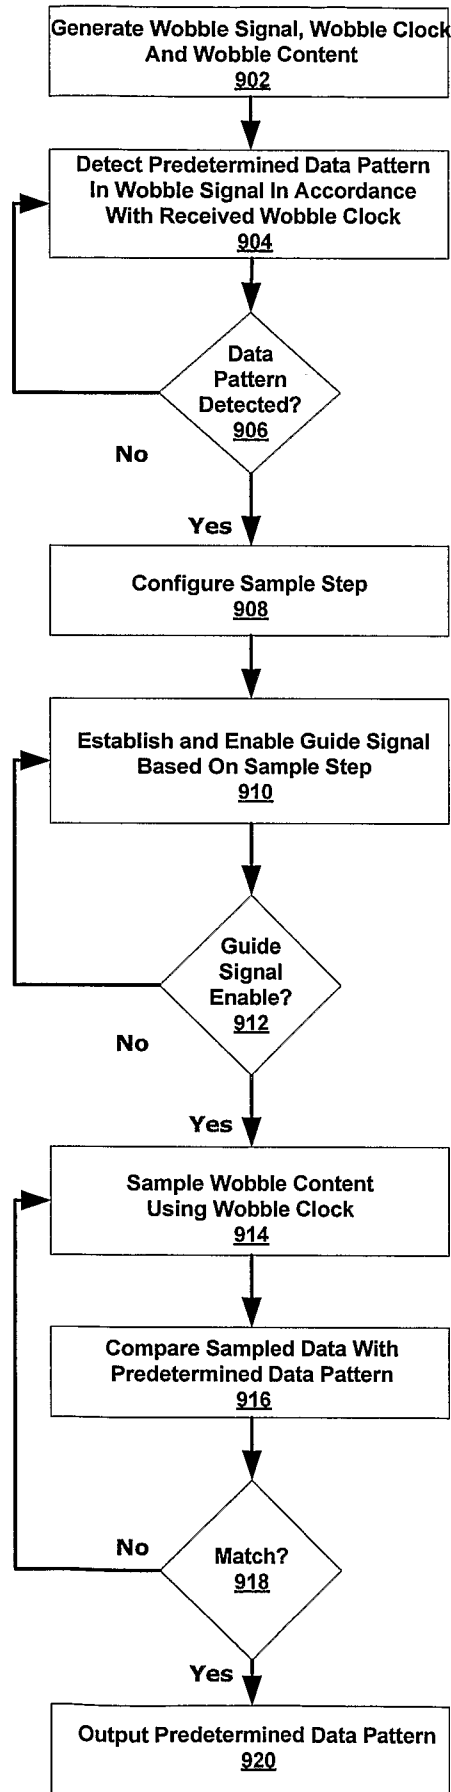 Generate Wobble Signal, Wobble Clock
And Wobble Content
902
Detect Predetermined Data Pattern
In Wobble Signal In Accordance
With Received Wobble Clock
904
Data
Pattern
Detected?
906
No
Yes
Configure Sample Step
908
Establish and Enable Guide Signal
Based On Sample Step
910
Guide
Signal
Enable?
912
No
Yes
Sample Wobble Content
Using Wobble Clock
914
Compare Sampled Data With
Predetermined Data Pattern
916
No
Match?
918
Yes
Output Predetermined Data Pattern
920